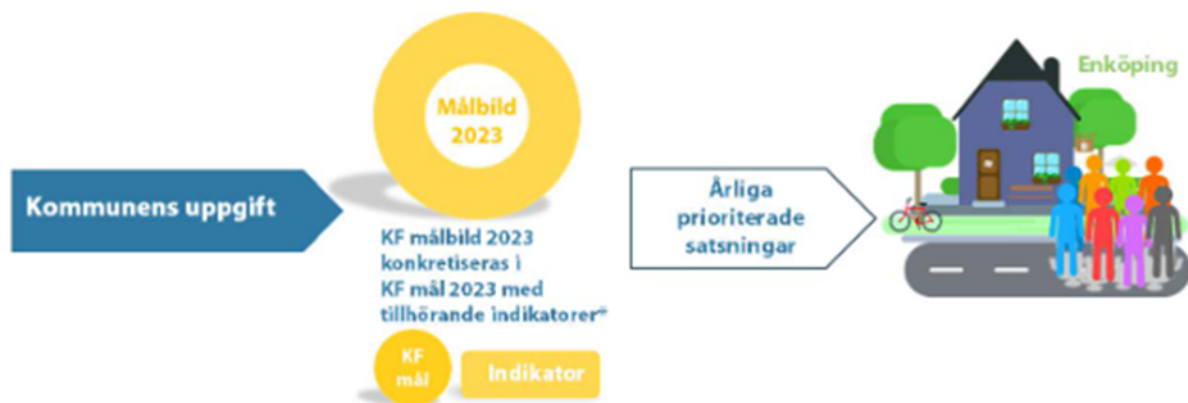 Kommunens uppgift
Målbild
2023
KF målbild 2023
konkretiseras i
KF mål 2023 med
tillhörande indikatorer*
KF
mål
Indikator
Årliga
prioriterade
satsningar
Enköping